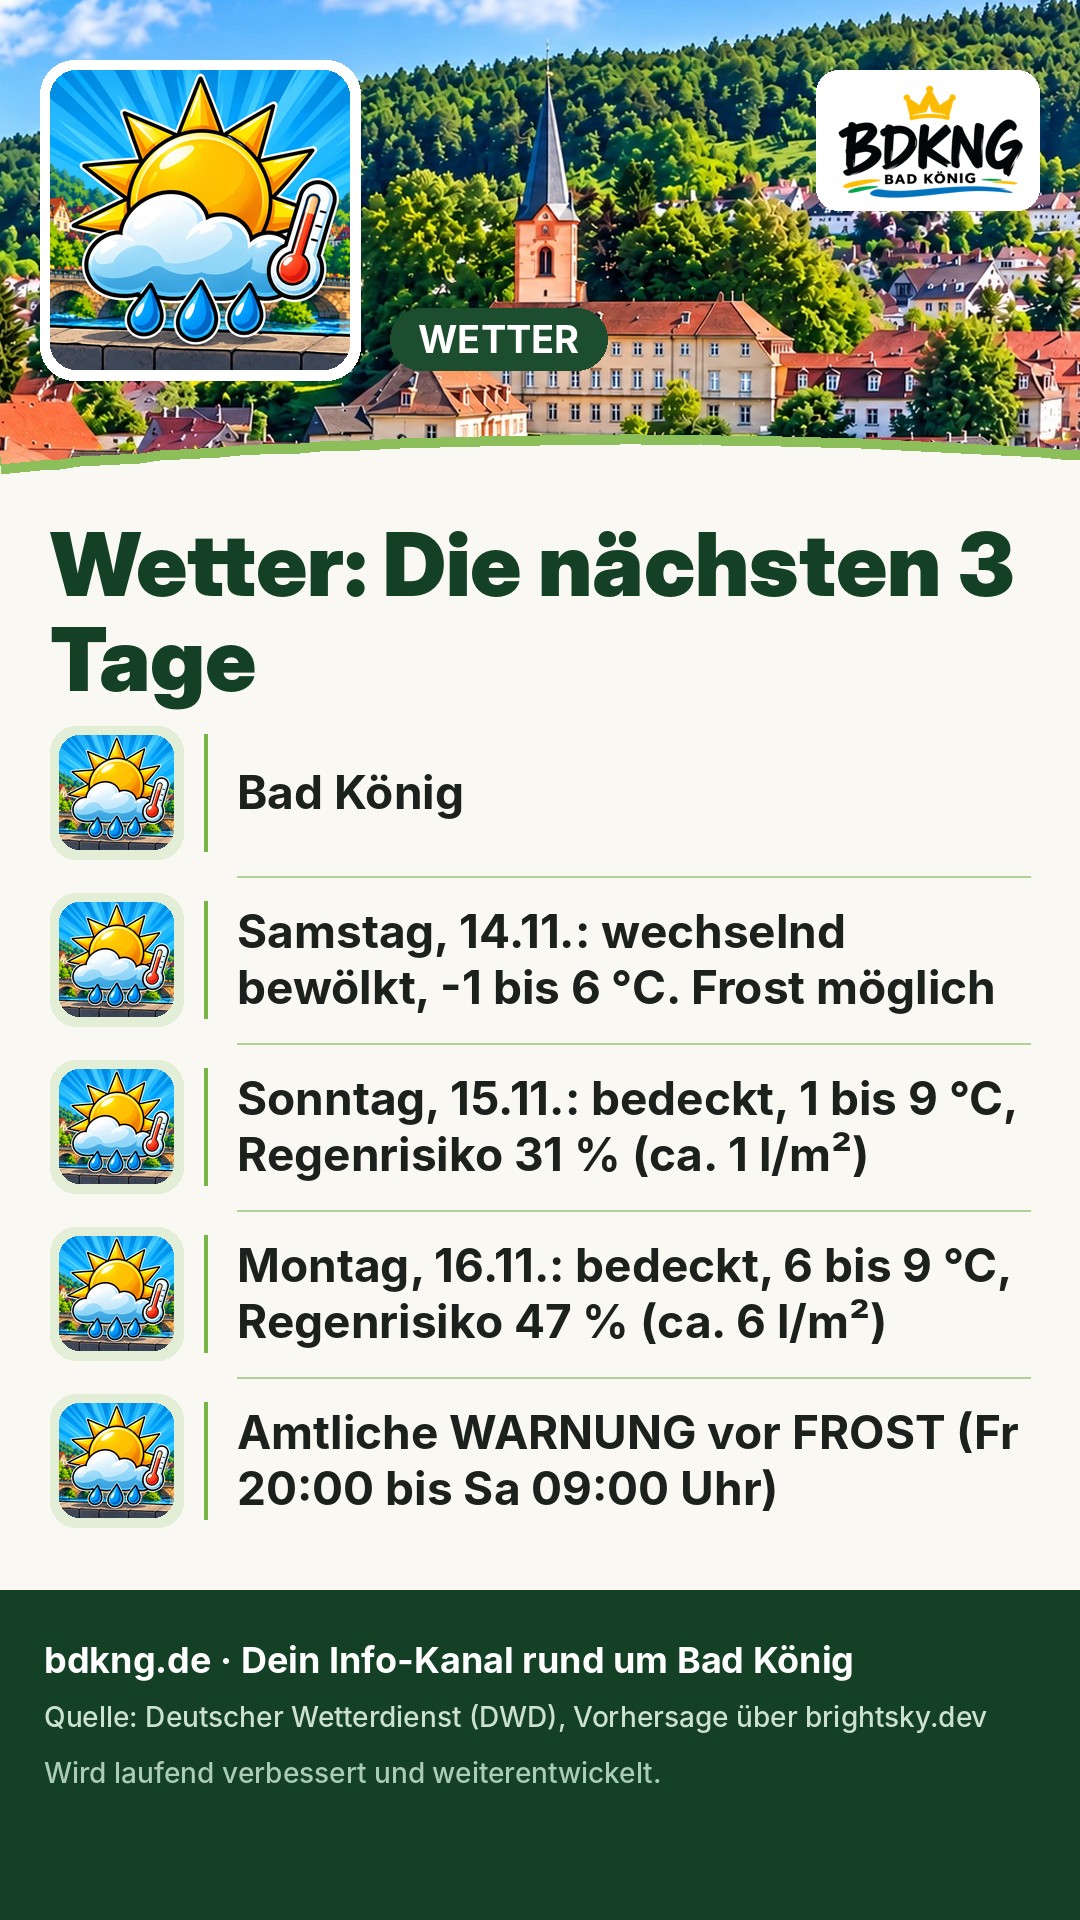 BDKNG
BAD KÖNIG
WETTER
Wetter: Die nächsten 3
Tage
Bad König
Samstag, 14.11.: wechselnd
bewölkt, -1 bis 6 °C. Frost möglich
Sonntag, 15.11.: bedeckt, 1 bis 9 °C,
Regenrisiko 31 % (ca. 1 l/m²)
Montag, 16.11.: bedeckt, 6 bis 9 °C,
Regenrisiko 47 % (ca. 6 l/m²)
Amtliche WARNUNG vor FROST (Fr
20:00 bis Sa 09:00 Uhr)
bdkng.de · Dein Info-Kanal rund um Bad König
Quelle: Deutscher Wetterdienst (DWD), Vorhersage über brightsky.dev
Wird laufend verbessert und weiterentwickelt.